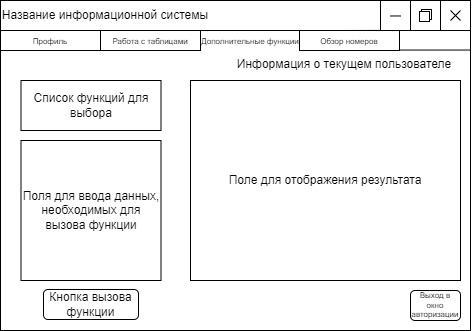 Название информационной системы
Профиль
Работа с таблицами
Дополнительные функции
Обзор номеров
Информация о текущем пользователе
Список функций для
выбора
Поля для ввода данных,
необходимых для
вызова функции
Поле для отображения результата
Кнопка вызова
функции
Выход в
окно
авторизации